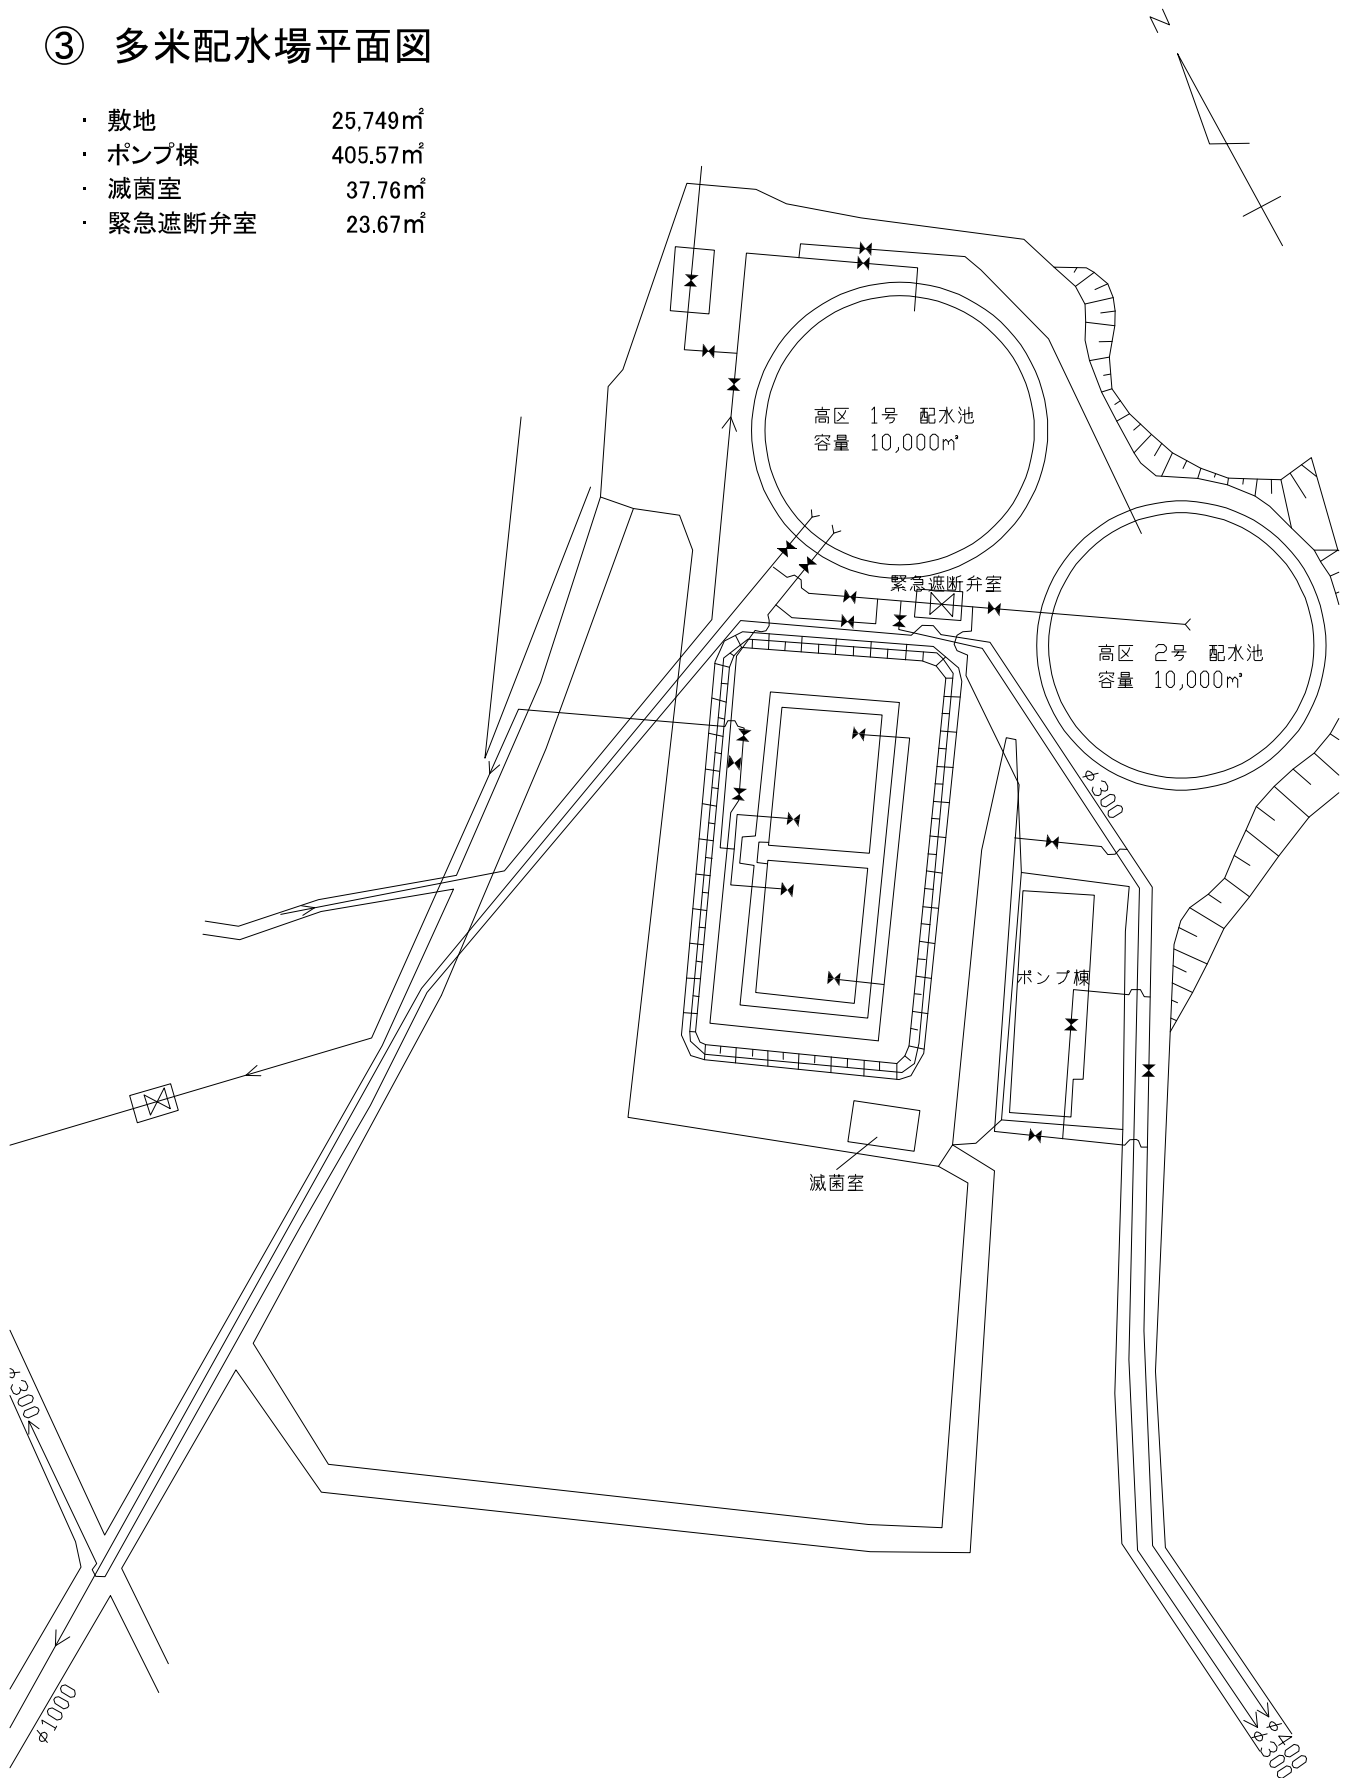 ③ 多米配水場平面図
・ 敷地 25,749㎡
・ ポンプ棟 405.57㎡
・ 滅菌室 37.76㎡
・ 緊急遮断弁室 23.67㎡
N
高区 1号 配水池
容量 10,000㎥
緊急遮断弁室
高区 2号 配水池
容量 10,000㎥
φ300
ポンプ棟
滅菌室
φ300
φ1000
φ400
φ300